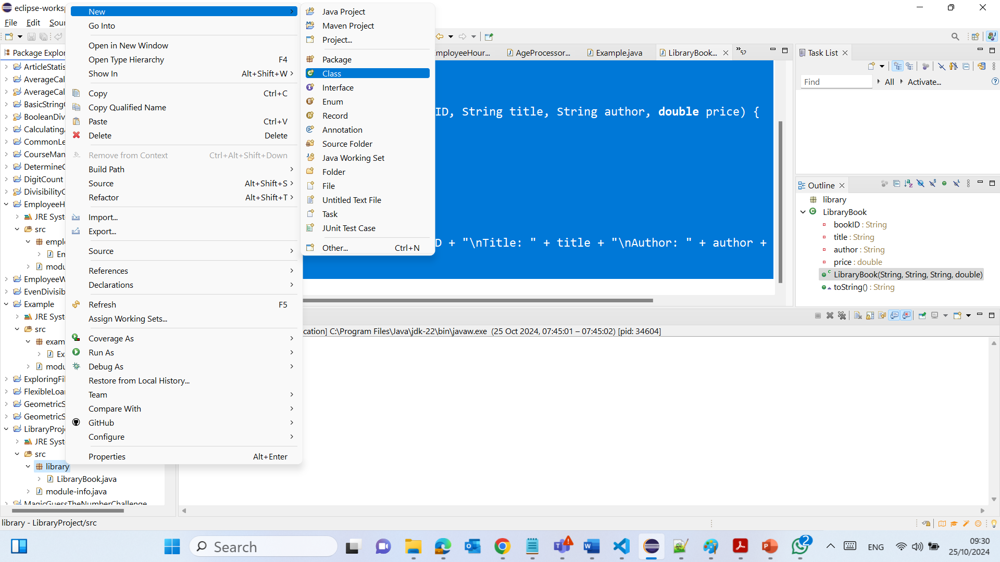 eclipse-worksp
File Edit Sour
New
Go Into
Open in New Window
Open Type Hierarchy F4
Show In Alt+Shift+W
Copy Ctrl+C
Copy Qualified Name
Paste Ctrl+V
Delete Delete
Remove from Context Ctrl+Alt+Shift+Down
Build Path
Source Alt+Shift+S
Refactor Alt+Shift+T
Import...
Export...
Source
References
Declarations
Refresh F5
Assign Working Sets...
Coverage As
Run As
Debug As
Restore from Local History...
Team
Compare With
GitHub
Configure
Properties Alt+Enter
Java Project
Maven Project
Project...
Package
Class
Interface
Enum
Record
Annotation
Source Folder
Java Working Set
Folder
File
Untitled Text File
Task
JUnit Test Case
Other... Ctrl+N
Package Explor
ArticleStatis
AverageCal
AverageCal
BasicString
BooleanDiv
Calculating
CommonLe
CourseMan
Determine
DigitCount
Divisibility
EmployeeH
JRE Syst
src
emplo
Em
modu
EmployeeW
EvenDivisib
Example
JRE Syst
src
exam
Ex
modu
ExploringFil
FlexibleLoan
GeometricS
GeometricS
LibraryProj
JRE Syst
src
library
LibraryBook.java
module-info.java
MagicGuessTheNumberChallenge
mployeeHour... AgeProcessor... Example.java LibraryBook... »52
ID, String title, String author, double price) {
D + "\nTitle: " + title + "\nAuthor: " + author +
cation] C:\Program Files\Java\jdk-22\bin\javaw.exe (25 Oct 2024, 07:45:01 – 07:45:02) [pid: 34604]
Task List
Find All Activate...
Outline
library
LibraryBook
bookID : String
title : String
author : String
price : double
LibraryBook(String, String, String, double)
toString() : String
library - LibraryProject/src
Search
2
ENG
09:30
25/10/2024